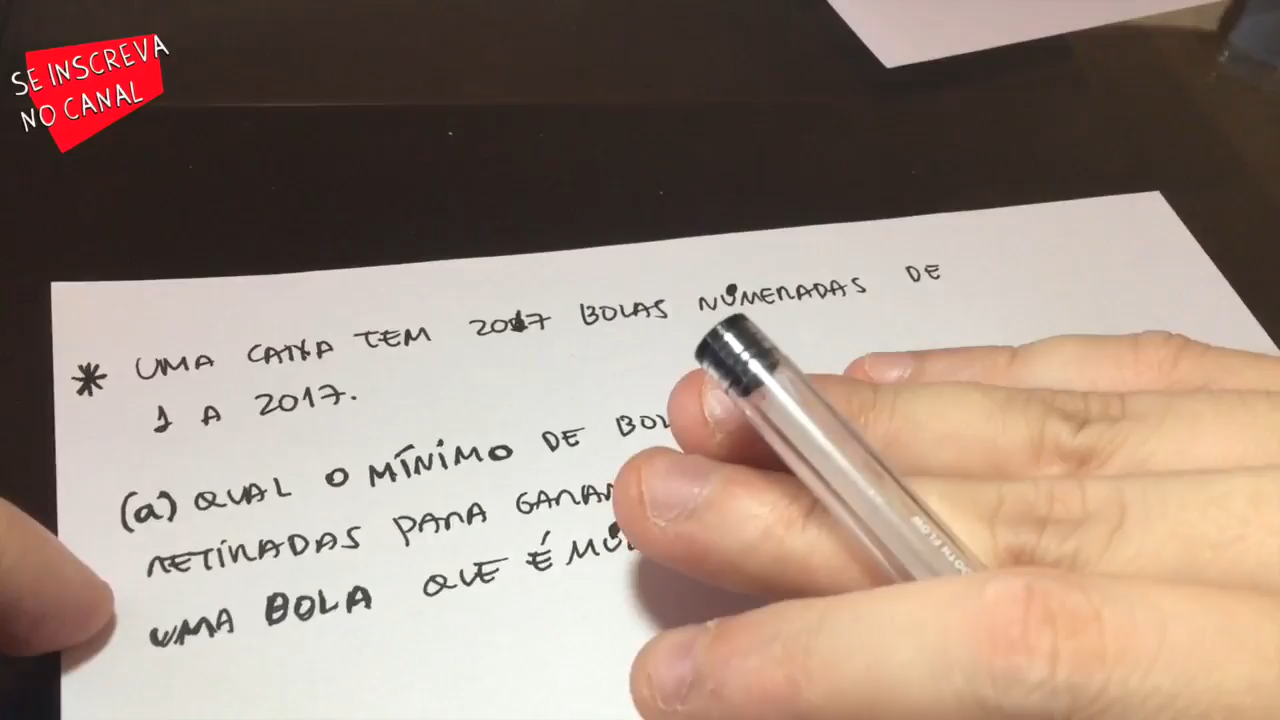 SE INSCREVA
NO CANAL
* UMA CAIXA TEM 2017 BOLAS NÚMERADAS DE
1 A 2017.
(a) QUAL O MÍNIMO DE
RETIRADAS PARA
UMA BOLA QUE É